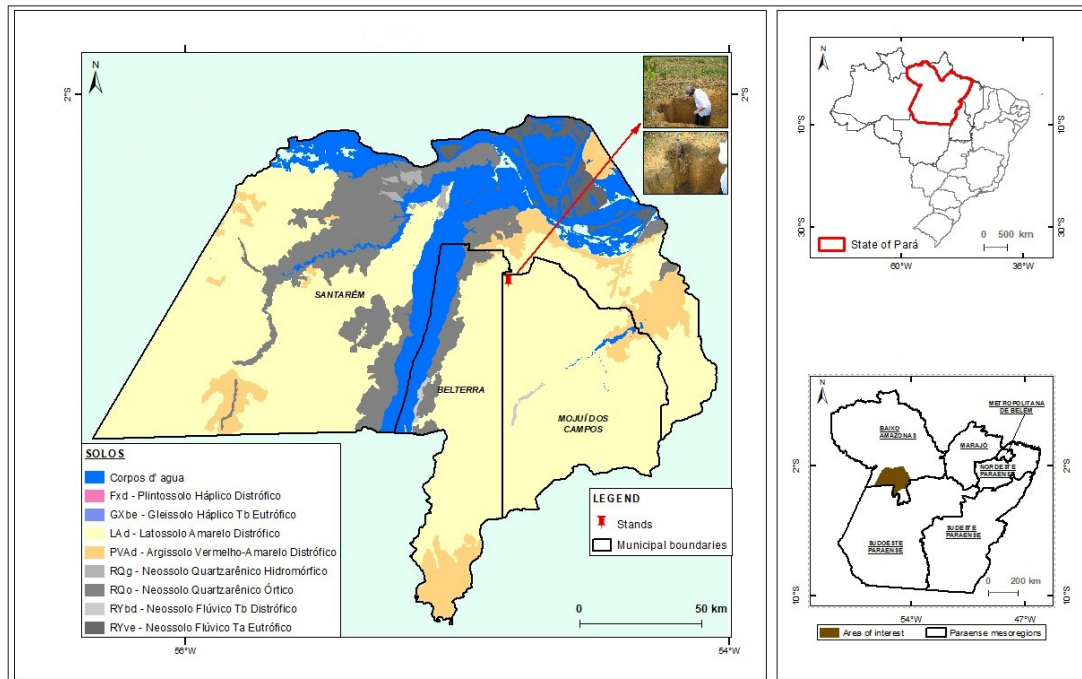 N
2°S
2°S
SANTARÉM
BELTERRA
MOJUÍ DOS
CAMPOS
SOLOS
Corpos d' agua
Fxd - Plintossolo Háplico Distrófico
GXbe - Gleissolo Háplico Tb Eutrófico
LAd - Latossolo Amarelo Distrófico
PVAd - Argissolo Vermelho-Amarelo Distrófico
RQg - Neossolo Quartzarênico Hidromórfico
RQo - Neossolo Quartzarênico Órtico
RYbd - Neossolo Flúvico Tb Distrófico
RYve - Neossolo Flúvico Ta Eutrófico
LEGEND
Stands
Municipal boundaries
0 50 km
56°W
54°W
N
10°S
10°S
30°S
30°S
State of Pará
0 500 km
60°W
36°W
N
METROPOLITANA
DE BELÉM
BAIXO
AMAZONAS
MARAJÓ
NORDESTE
PARAENSE
2°S
2°S
SUDOESTE
PARAENSE
SUDESTE
PARAENSE
0 200 km
10°S
10°S
54°W
47°W
Area of interest
Paraense mesoregions